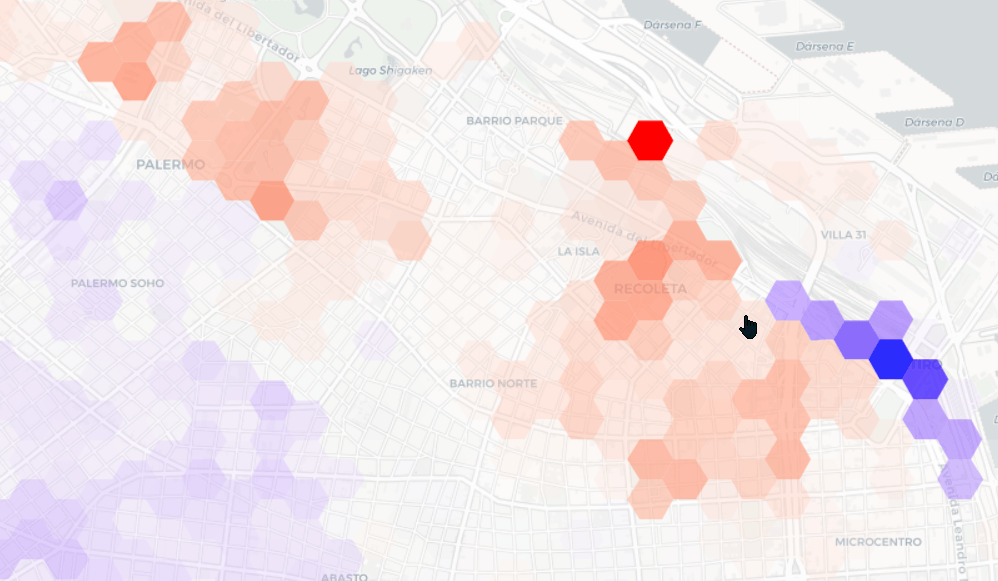 Dársena F
Avenida del Libertador
Dársena E
Lago Shigaken
BARRIO PARQUE
Dársena D
PALERMO
Avenida del Libertador
VILLA 31
LA ISLA
PALERMO SOHO
RECOLETA
TIRO
BARRIO NORTE
Avenida Leandro
MICROCENTRO
ABASTO